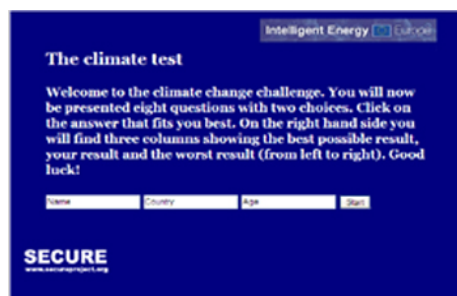 Intelligent Energy Europe
The climate test
Welcome to the climate change challenge. You will now
be presented eight questions with two choices. Click on
the answer that fits you best. On the right hand side you
will find three columns showing the best possible result,
your result and the worst result (from left to right). Good
luck!
Name Country Age Start
SECURE
www.secureproject.org